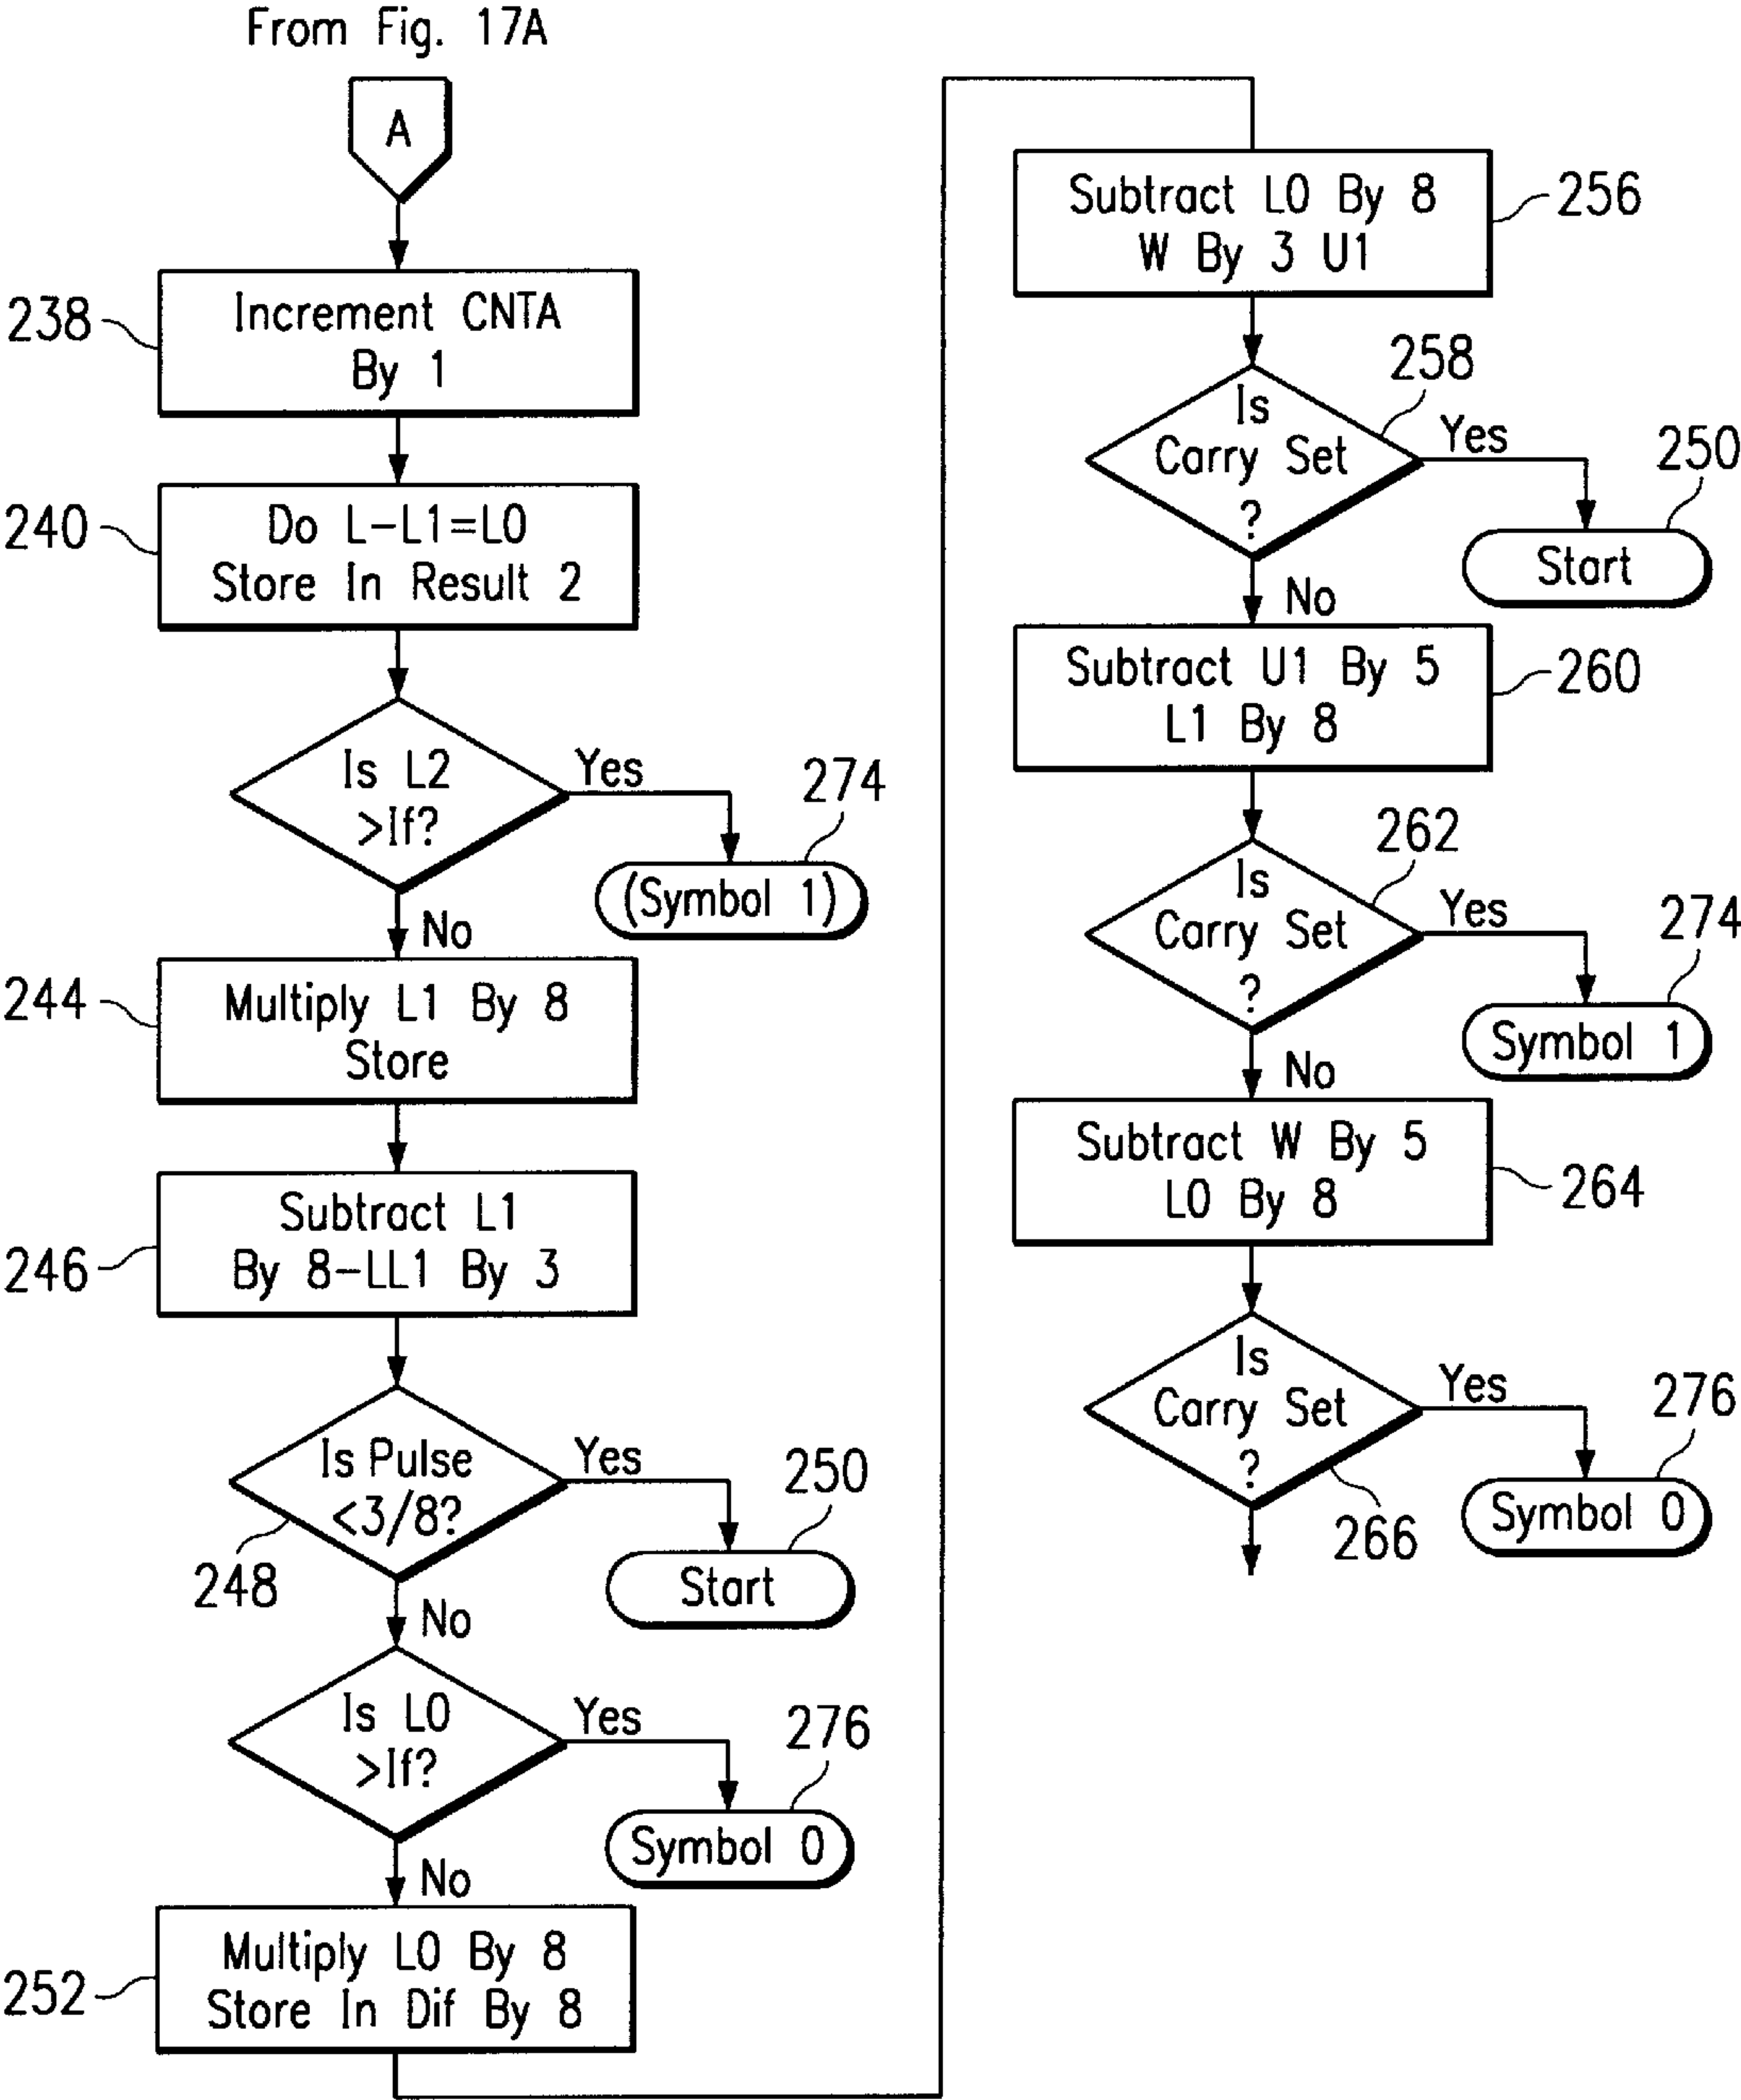 From Fig. 17A
A
238
Increment CNTA
By 1
240
Do L-L1=L0
Store In Result 2
Is L2
>If?
Yes
274
(Symbol 1)
No
244
Multiply L1 By 8
Store
246
Subtract L1
By 8-LL1 By 3
Is Pulse
<3/8?
Yes
250
248
Start
No
Is L0
>If?
Yes
276
Symbol 0
No
252
Multiply L0 By 8
Store In Dif By 8
Subtract L0 By 8
W By 3 U1
256
258
Is
Carry Set
?
Yes
250
Start
No
Subtract U1 By 5
L1 By 8
260
262
Is
Carry Set
?
Yes
274
Symbol 1
No
Subtract W By 5
L0 By 8
264
Is
Carry Set
?
Yes
276
266
Symbol 0